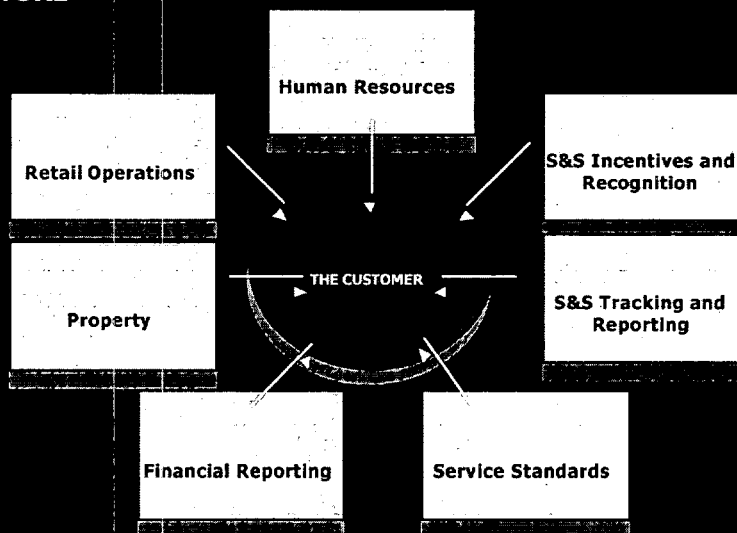 Human Resources
Retail Operations
S&S Incentives and
Recognition
THE CUSTOMER
Property
S&S Tracking and
Reporting
Financial Reporting
Service Standards